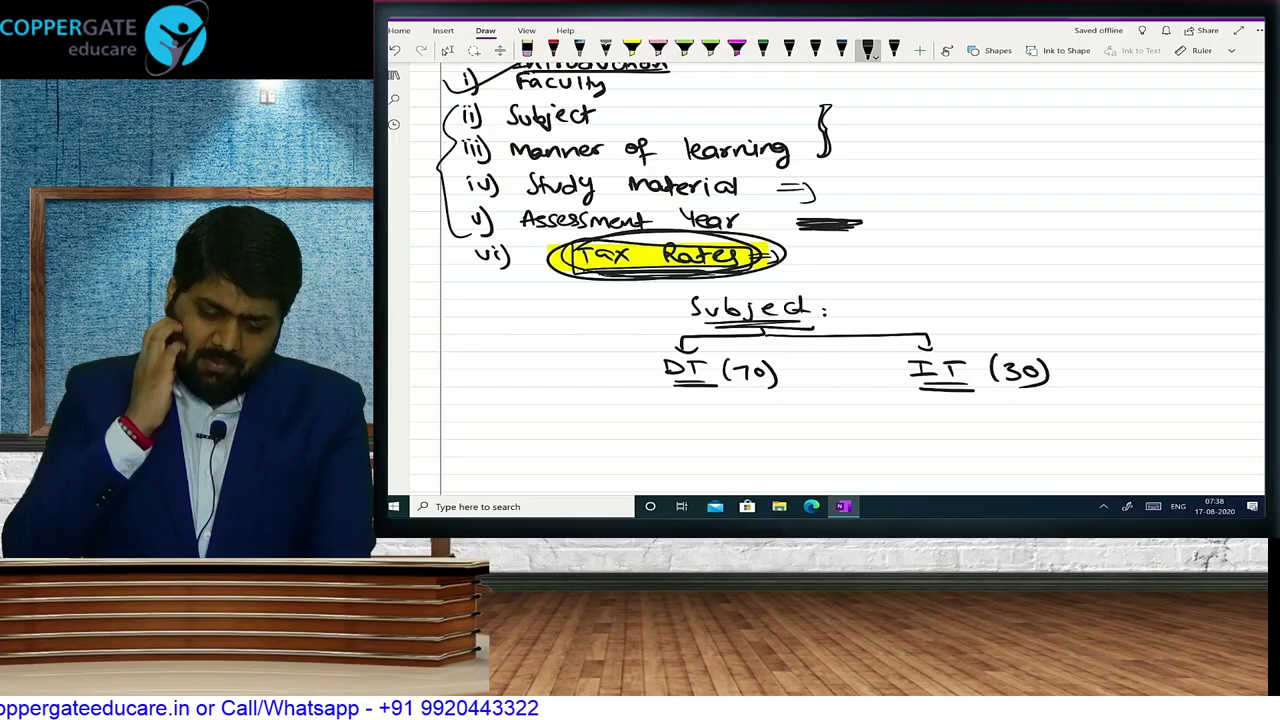 COPPERGATE
educare
Home Insert Draw View Help
Saved offline
Share
Shapes
Ink to Shape
Ink to Text
Ruler
Introduction
i) Faculty
ii) Subject
iii) Manner of learning
iv) Study Material =>
v) Assessment Year
vi) Tax Rates =>
Subject:
DT (70)
IT (30)
Type here to search
ENG
07:38
17-08-2020
oppergateeducare.in or Call/Whatsapp - +91 9920443322